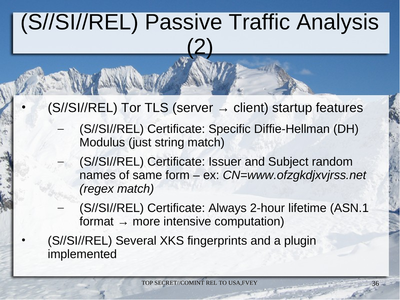 (S//SI//REL) Passive Traffic Analysis
(2)
• (S//SI//REL) Tor TLS (server → client) startup features
– (S//SI//REL) Certificate: Specific Diffie-Hellman (DH)
Modulus (just string match)
– (S//SI//REL) Certificate: Issuer and Subject random
names of same form – ex: CN=www.ofzgkdjxvjrss.net
(regex match)
– (S//SI//REL) Certificate: Always 2-hour lifetime (ASN.1
format → more intensive computation)
• (S//SI//REL) Several XKS fingerprints and a plugin
implemented
TOP SECRET//COMINT REL TO USA,FVEY
36